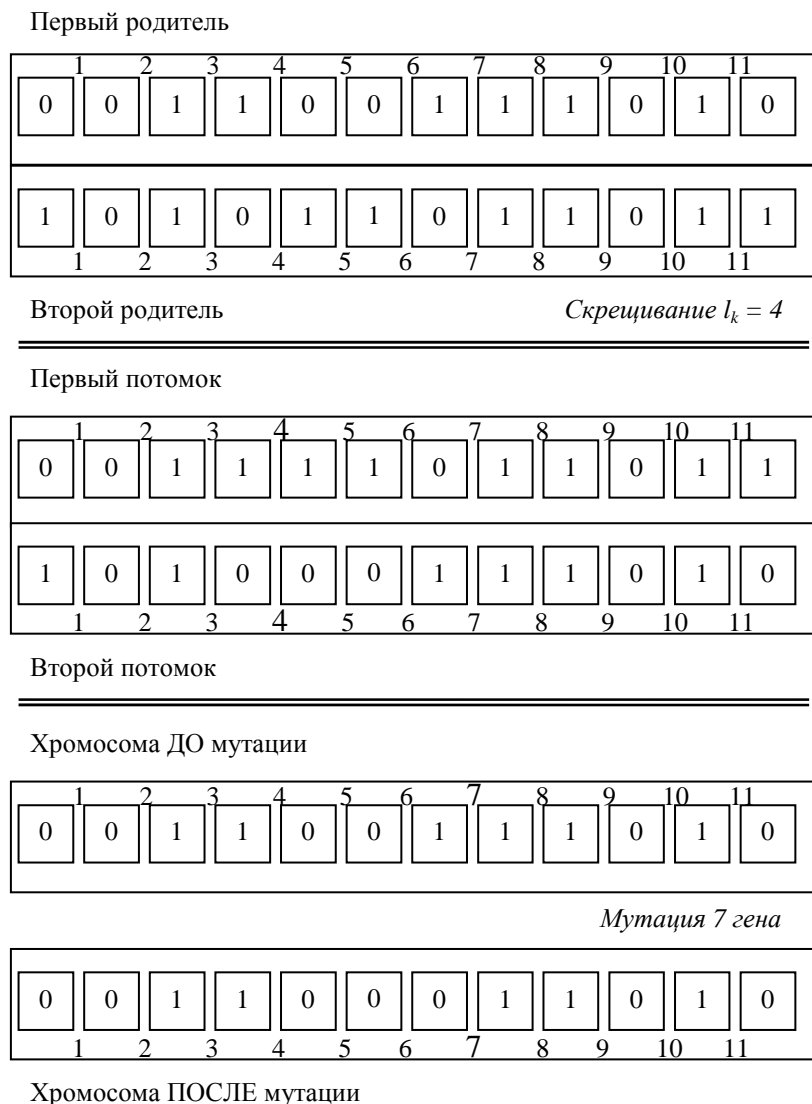 Первый родитель
1 2 3 4 5 6 7 8 9 10 11
0 0 1 1 0 0 1 1 1 0 1 0
1 0 1 0 1 1 0 1 1 0 1 1
1 2 3 4 5 6 7 8 9 10 11
Второй родитель Скрещивание lk = 4
Первый потомок
1 2 3 4 5 6 7 8 9 10 11
0 0 1 1 1 1 0 1 1 0 1 1
1 0 1 0 0 0 1 1 1 0 1 0
1 2 3 4 5 6 7 8 9 10 11
Второй потомок
Хромосома ДО мутации
1 2 3 4 5 6 7 8 9 10 11
0 0 1 1 0 0 1 1 1 0 1 0
Мутация 7 гена
0 0 1 1 0 0 0 1 1 0 1 0
1 2 3 4 5 6 7 8 9 10 11
Хромосома ПОСЛЕ мутации